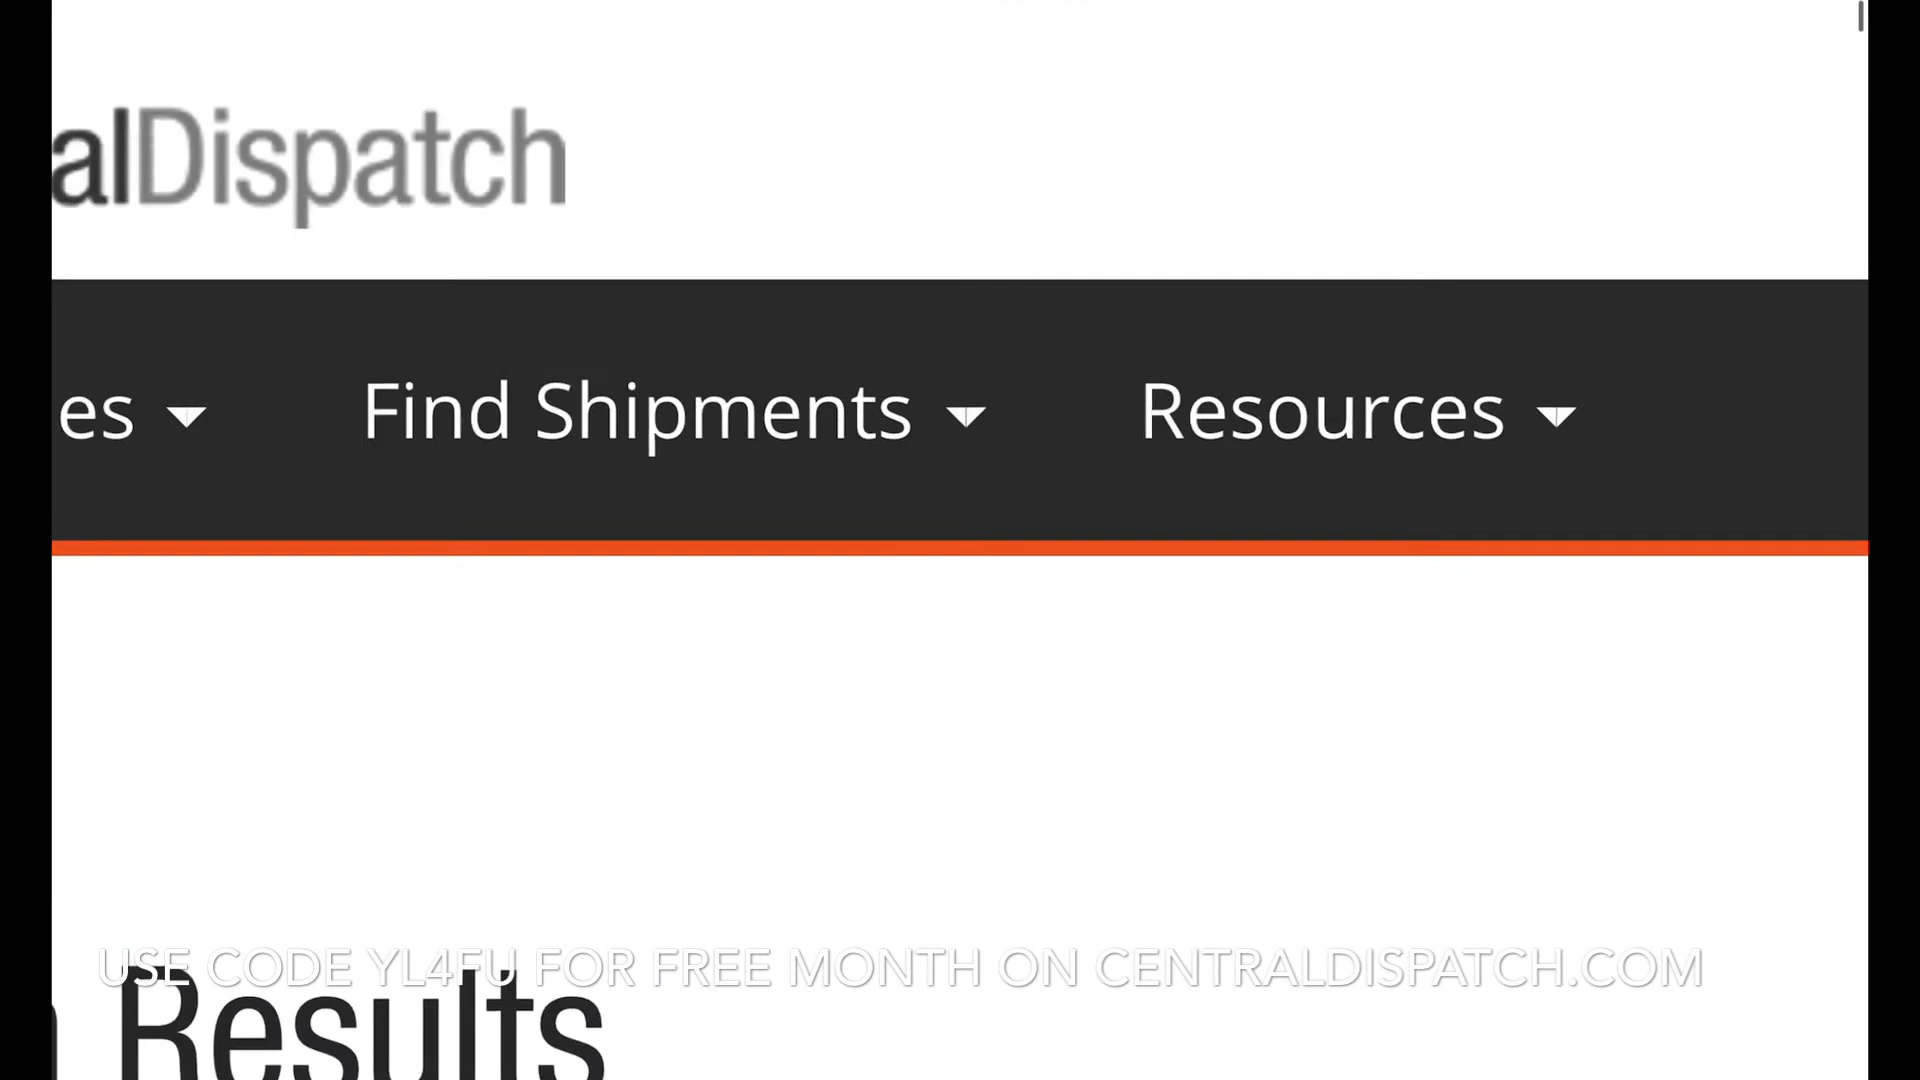 alDispatch
es Find Shipments Resources
USE CODE YL4FU FOR FREE MONTH ON CENTRALDISPATCH.COM
Results